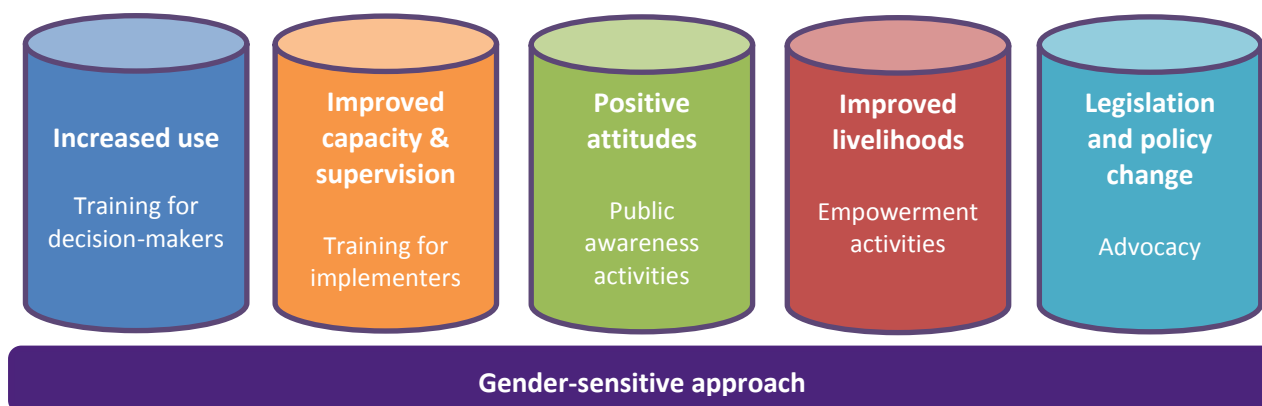 Increased use
Training for
decision-makers
Improved
capacity &
supervision
Training for
implementers
Positive
attitudes
Public
awareness
activities
Improved
livelihoods
Empowerment
activities
Legislation
and policy
change
Advocacy
Gender-sensitive approach